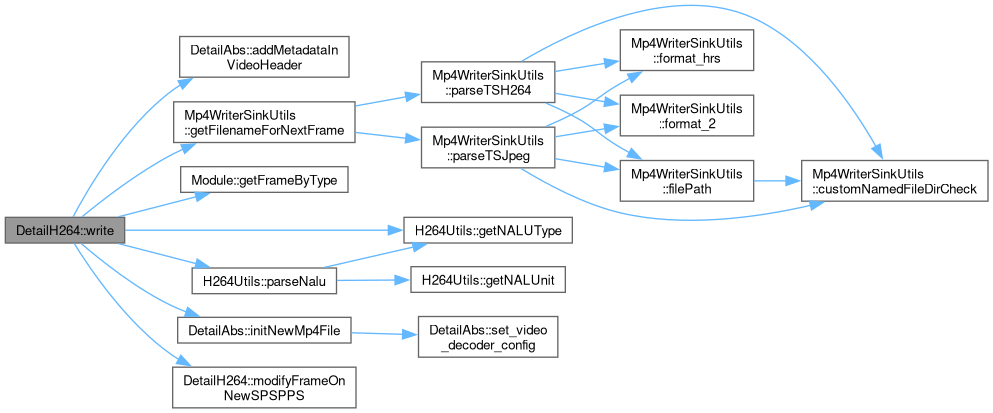 DetailH264::write
DetailAbs::addMetadataIn
VideoHeader
Mp4WriterSinkUtils
::getFilenameForNextFrame
Module::getFrameByType
H264Utils::parseNalu
DetailAbs::initNewMp4File
DetailH264::modifyFrameOn
NewSPSPPS
Mp4WriterSinkUtils
::parseTSH264
Mp4WriterSinkUtils
::parseTSJpeg
H264Utils::getNALUType
H264Utils::getNALUnit
DetailAbs::set_video
_decoder_config
Mp4WriterSinkUtils
::format_hrs
Mp4WriterSinkUtils
::format_2
Mp4WriterSinkUtils
::filePath
Mp4WriterSinkUtils
::customNamedFileDirCheck